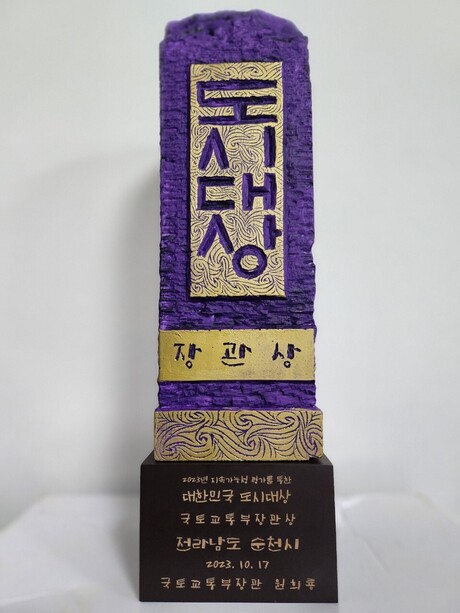 도시대상
장관상
2023년 지속가능성 평가를 통한
대한민국 도시대상
국토교통부장관상
전라남도 순천시
2023. 10. 17
국토교통부장관 원희룡